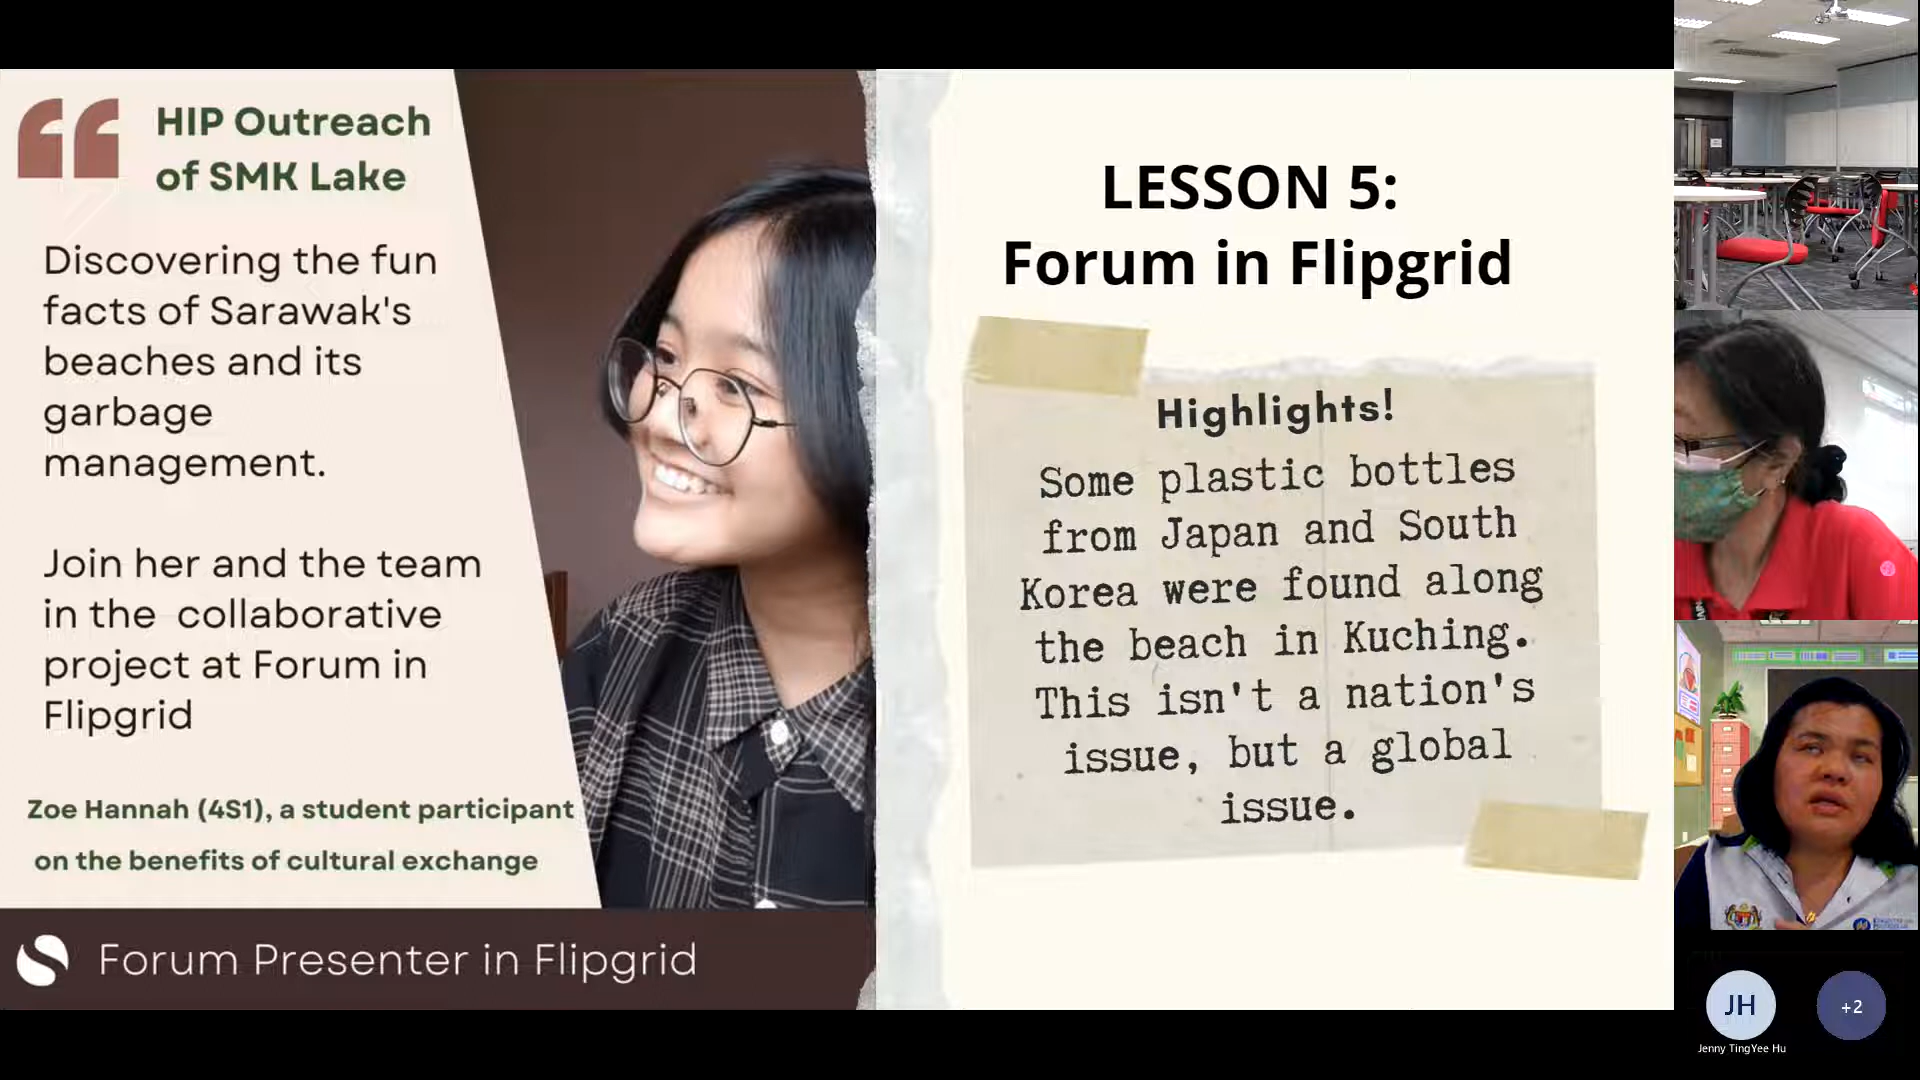 HIP Outreach
of SMK Lake
Discovering the fun
facts of Sarawak's
beaches and its
garbage
management.
Join her and the team
in the collaborative
project at Forum in
Flipgrid
Zoe Hannah (4S1), a student participant
on the benefits of cultural exchange
Forum Presenter in Flipgrid
LESSON 5:
Forum in Flipgrid
Highlights!
Some plastic bottles
from Japan and South
Korea were found along
the beach in Kuching.
This isn't a nation's
issue, but a global
issue.
JH
+2
Jenny TingYee Hu